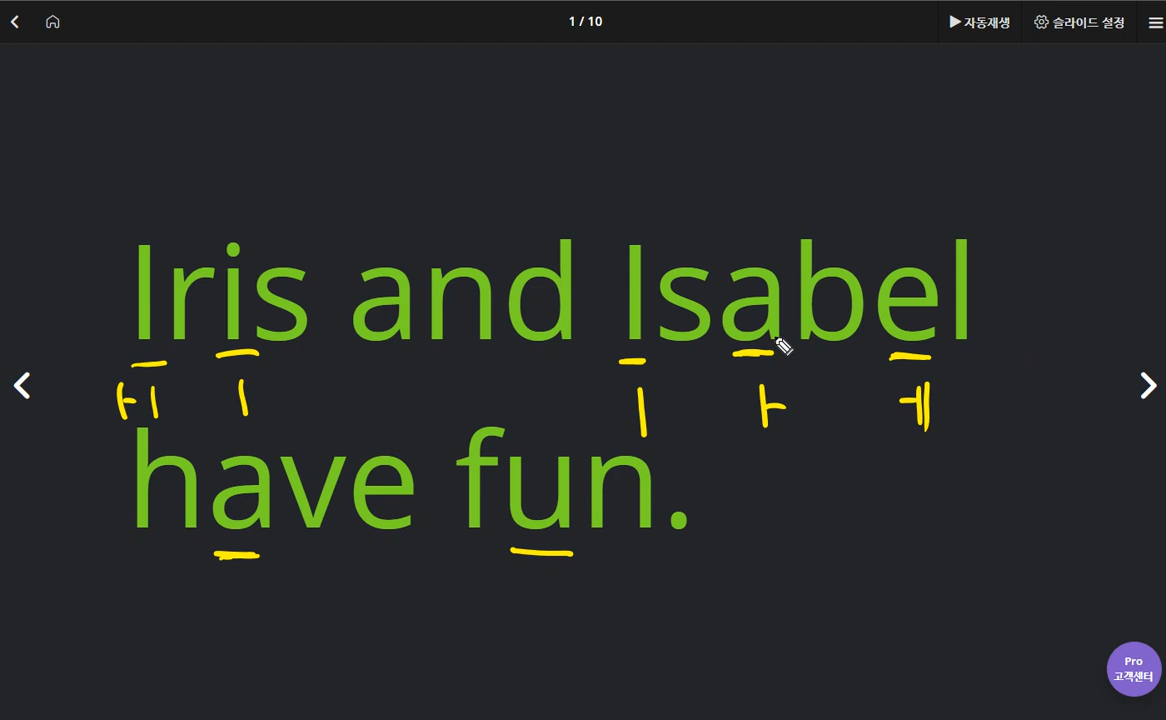 1 / 10
자동재생
슬라이드 설정
Iris and Isabel
ㅏㅣ ㅣ ㅣ ㅏ ㅔ
have fun.
Pro
고객센터